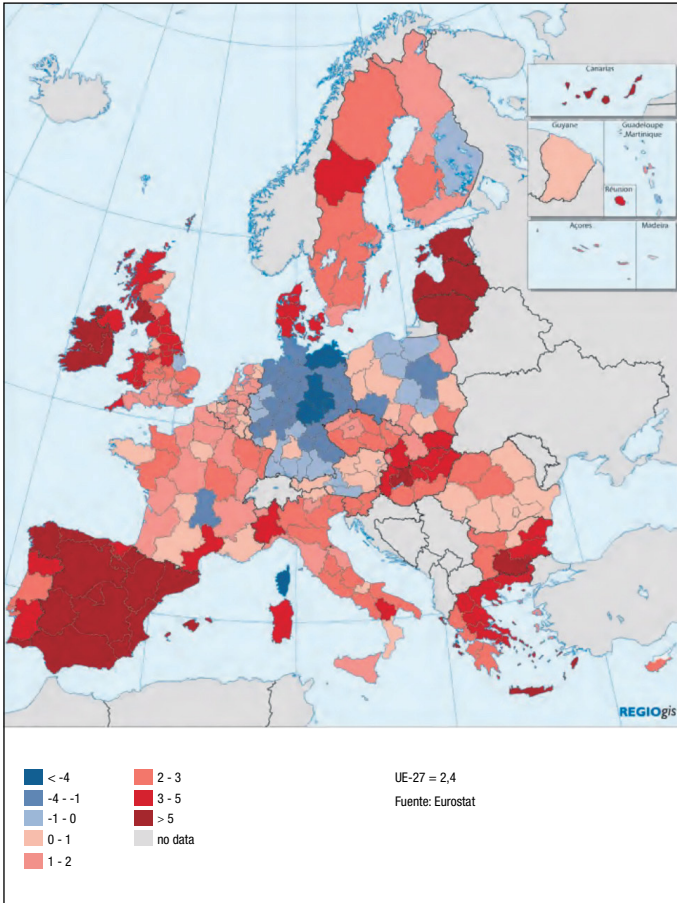 Canarias
Guyane
Guadeloupe
Martinique
Réunion
Açores
Madeira
REGIOgis
< -4
-4 - -1
-1 - 0
0 - 1
1 - 2
2 - 3
3 - 5
> 5
no data
UE-27 = 2,4
Fuente: Eurostat